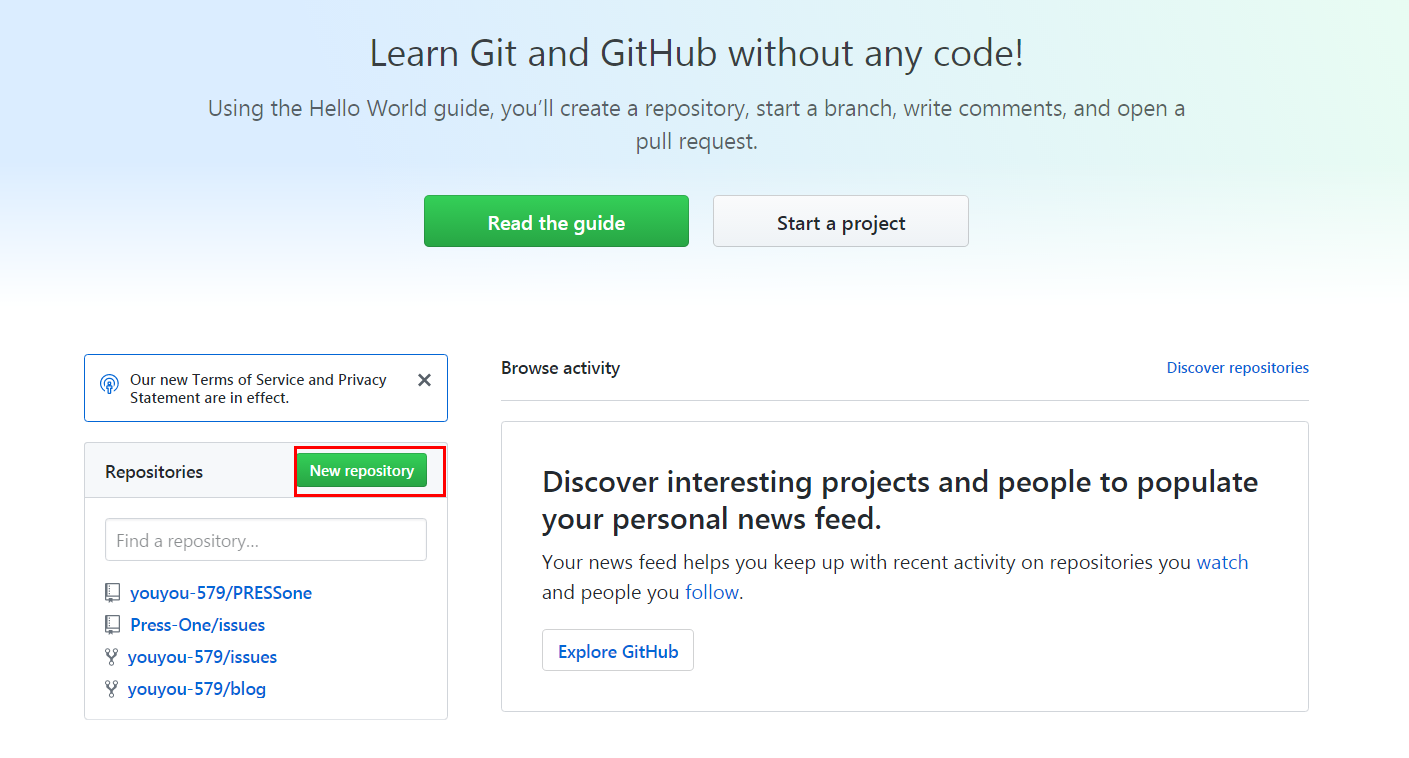 Learn Git and GitHub without any code!
Using the Hello World guide, you’ll create a repository, start a branch, write comments, and open a
pull request.
Read the guide
Start a project
Our new Terms of Service and Privacy
Statement are in effect.
Repositories
New repository
Find a repository…
youyou-579/PRESSone
Press-One/issues
youyou-579/issues
youyou-579/blog
Browse activity
Discover repositories
Discover interesting projects and people to populate
your personal news feed.
Your news feed helps you keep up with recent activity on repositories you watch
and people you follow.
Explore GitHub